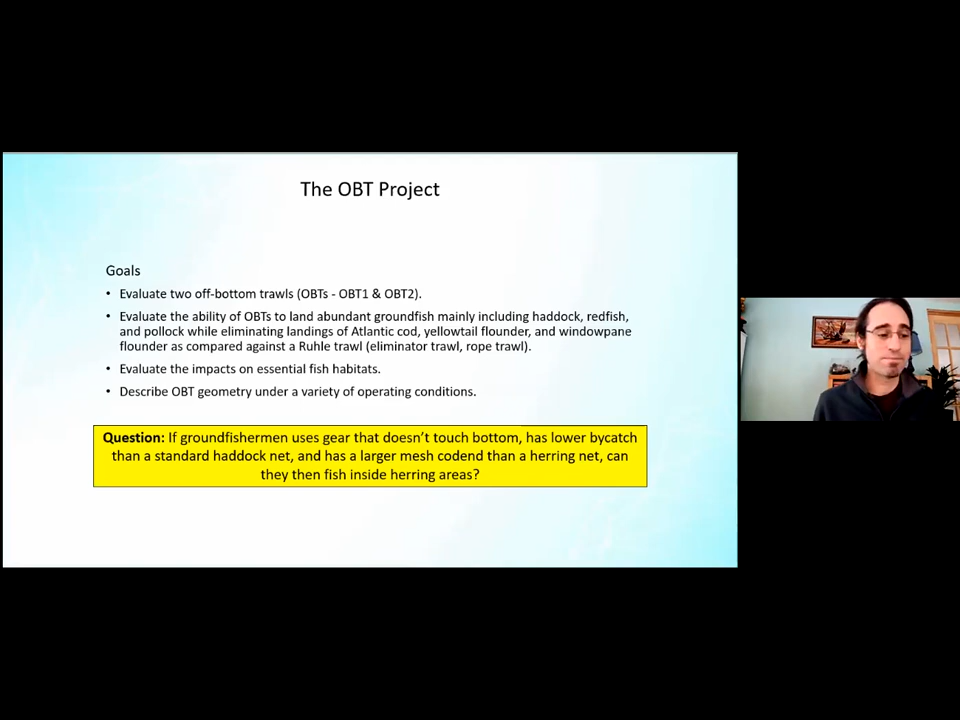 The OBT Project
Goals
• Evaluate two off-bottom trawls (OBTs - OBT1 & OBT2).
• Evaluate the ability of OBTs to land abundant groundfish mainly including haddock, redfish,
and pollock while eliminating landings of Atlantic cod, yellowtail flounder, and windowpane
flounder as compared against a Ruhle trawl (eliminator trawl, rope trawl).
• Evaluate the impacts on essential fish habitats.
• Describe OBT geometry under a variety of operating conditions.
Question: If groundfishermen uses gear that doesn't touch bottom, has lower bycatch
than a standard haddock net, and has a larger mesh codend than a herring net, can
they then fish inside herring areas?